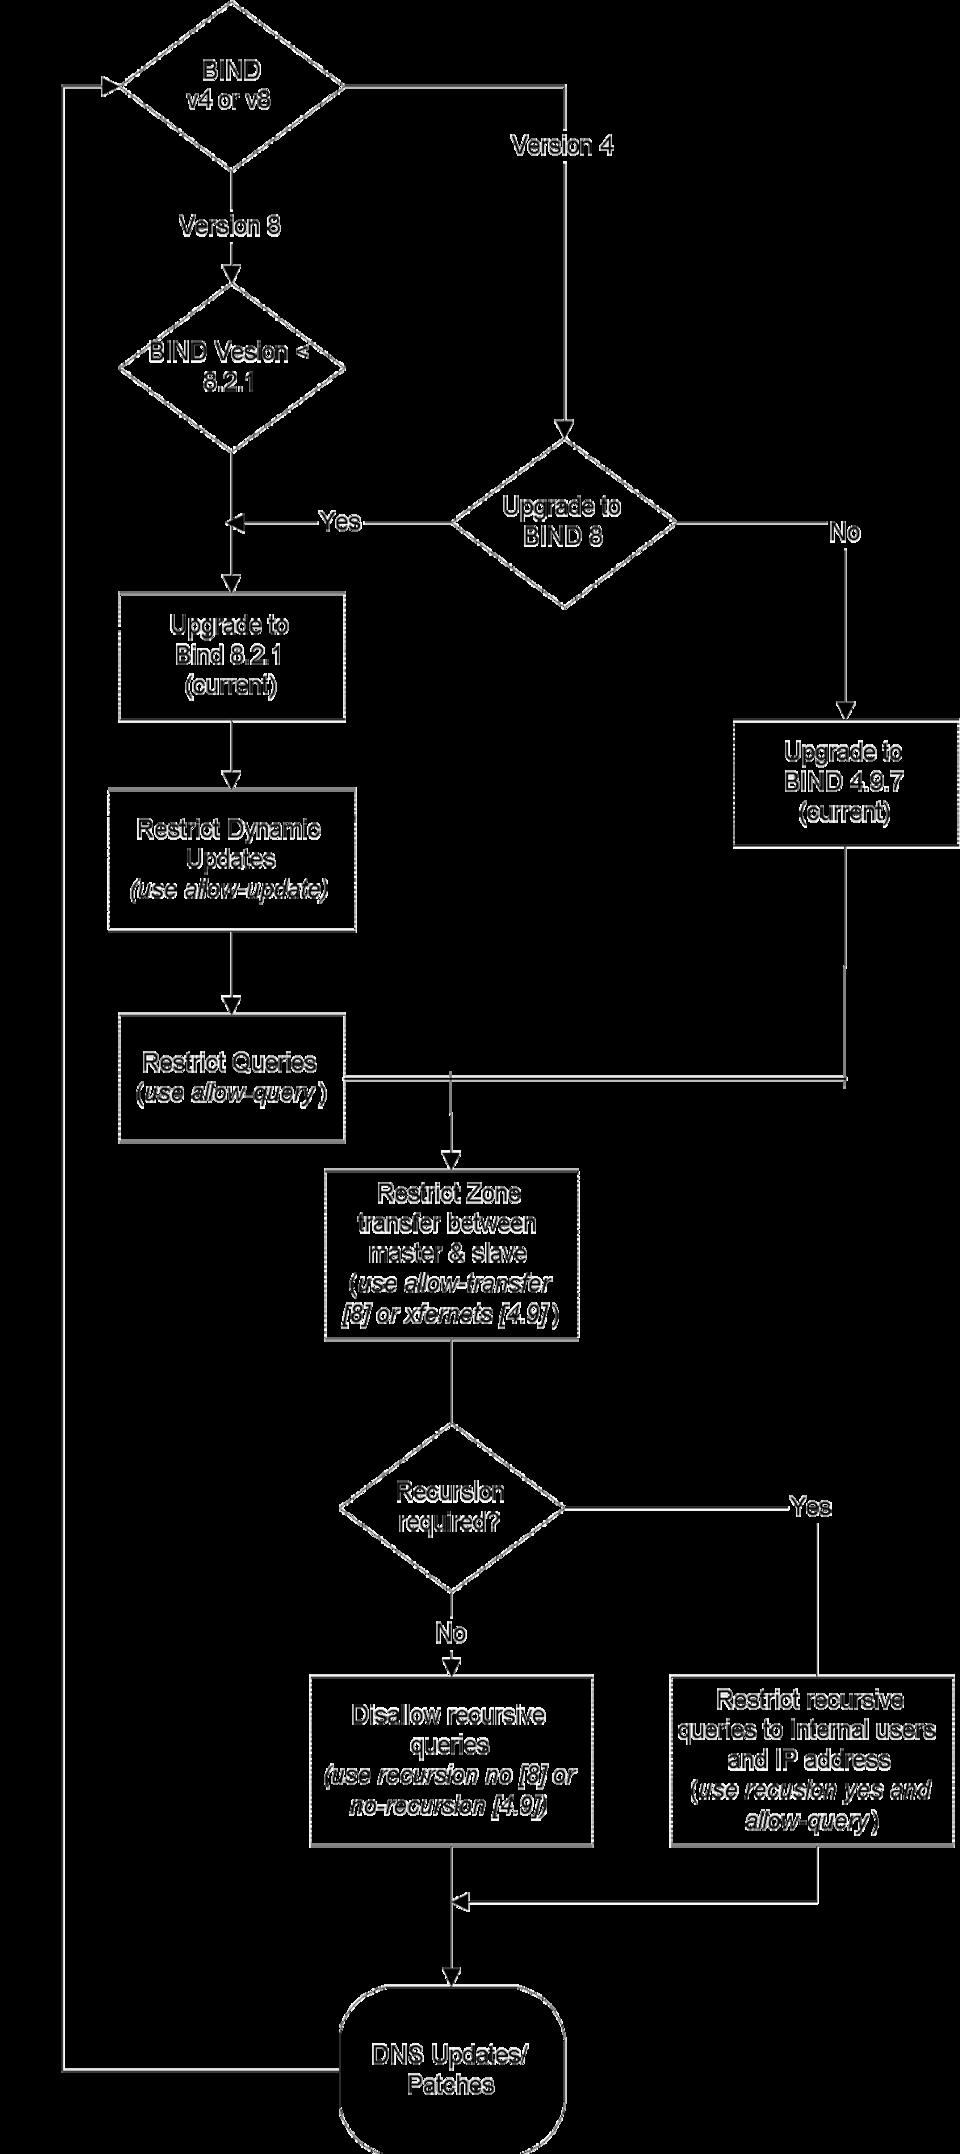 BIND
v4 or v8
Version 4
Version 8
BIND Vesion <
8.2.1
Upgrade to
BIND 8
Yes
No
Upgrade to
Bind 8.2.1
(current)
Upgrade to
BIND 4.9.7
(current)
Restrict Dynamic
Updates
(use allow-update)
Restrict Queries
(use allow-query)
Restrict Zone
transfer between
master & slave
(use allow-transfer
[8] or xfernets [4.9])
Recursion
required?
Yes
No
Disallow recursive
queries
(use recursion no [8] or
no-recursion [4.9])
Restrict recursive
queries to Internal users
and IP address
(use recusion yes and
allow-query)
DNS Updates/
Patches